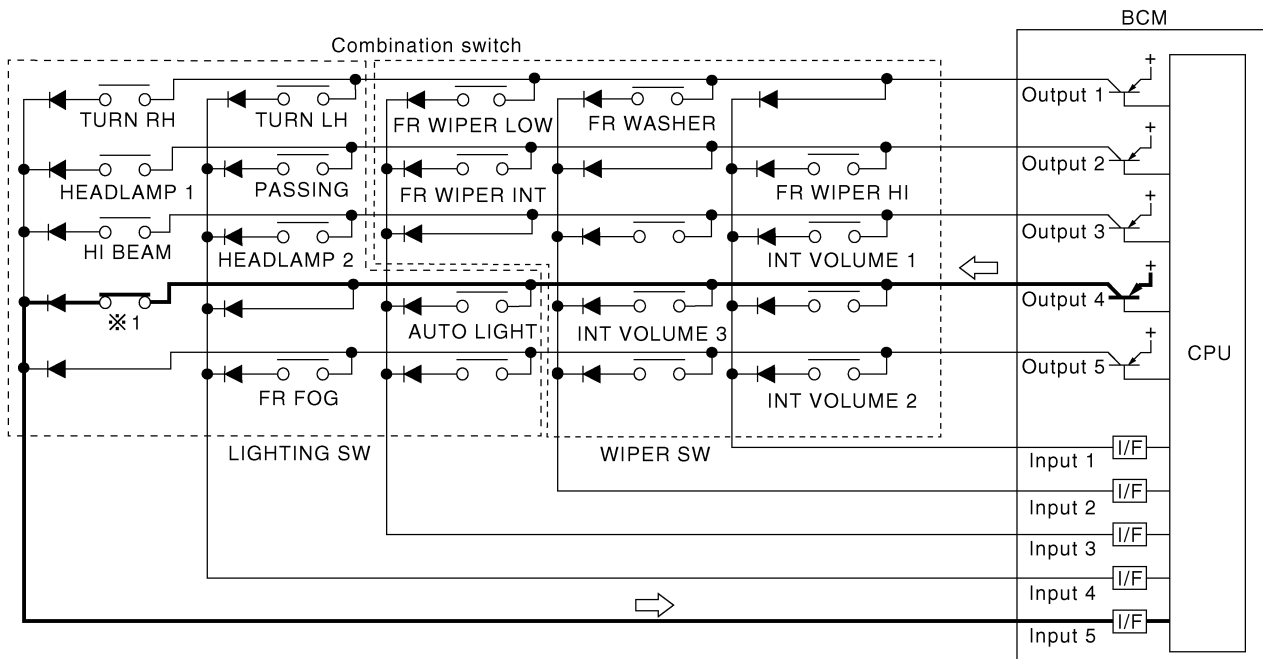 BCM
Combination switch
+
Output 1
TURN RH
TURN LH
FR WIPER LOW
FR WASHER
+
Output 2
HEADLAMP 1
PASSING
FR WIPER INT
FR WIPER HI
+
Output 3
HI BEAM
HEADLAMP 2
INT VOLUME 1
+
Output 4
※1
AUTO LIGHT
INT VOLUME 3
+
CPU
Output 5
FR FOG
INT VOLUME 2
LIGHTING SW
WIPER SW
Input 1
I/F
Input 2
I/F
Input 3
I/F
Input 4
I/F
Input 5
I/F